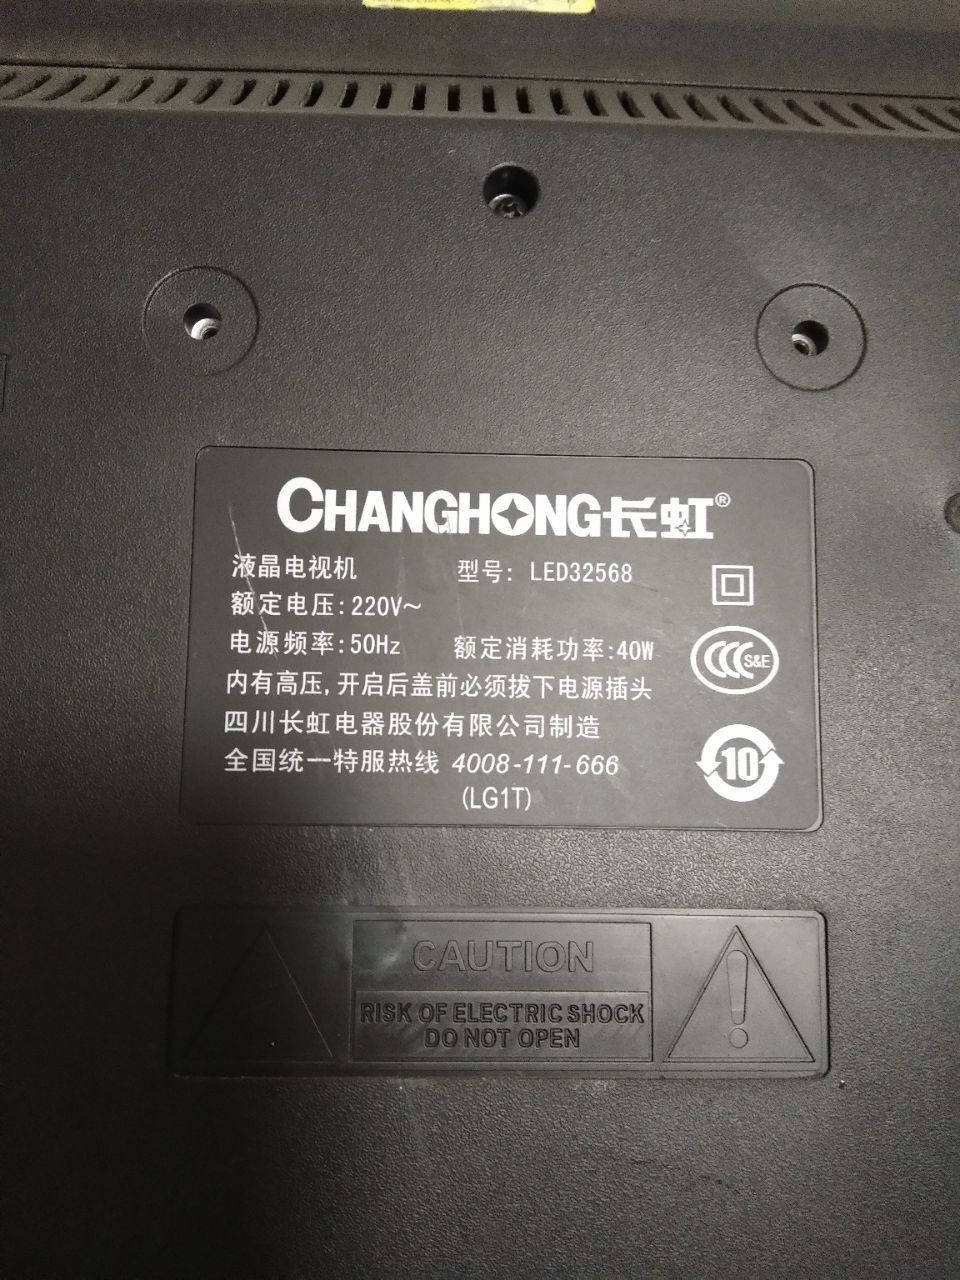 CHANGHONG长虹®
液晶电视机 型号: LED32568
额定电压:220V~
电源频率:50Hz 额定消耗功率:40W
S&E
内有高压,开启后盖前必须拔下电源插头
四川长虹电器股份有限公司制造
全国统一特服热线 4008-111-666
10
(LG1T)
CAUTION
RISK OF ELECTRIC SHOCK
DO NOT OPEN